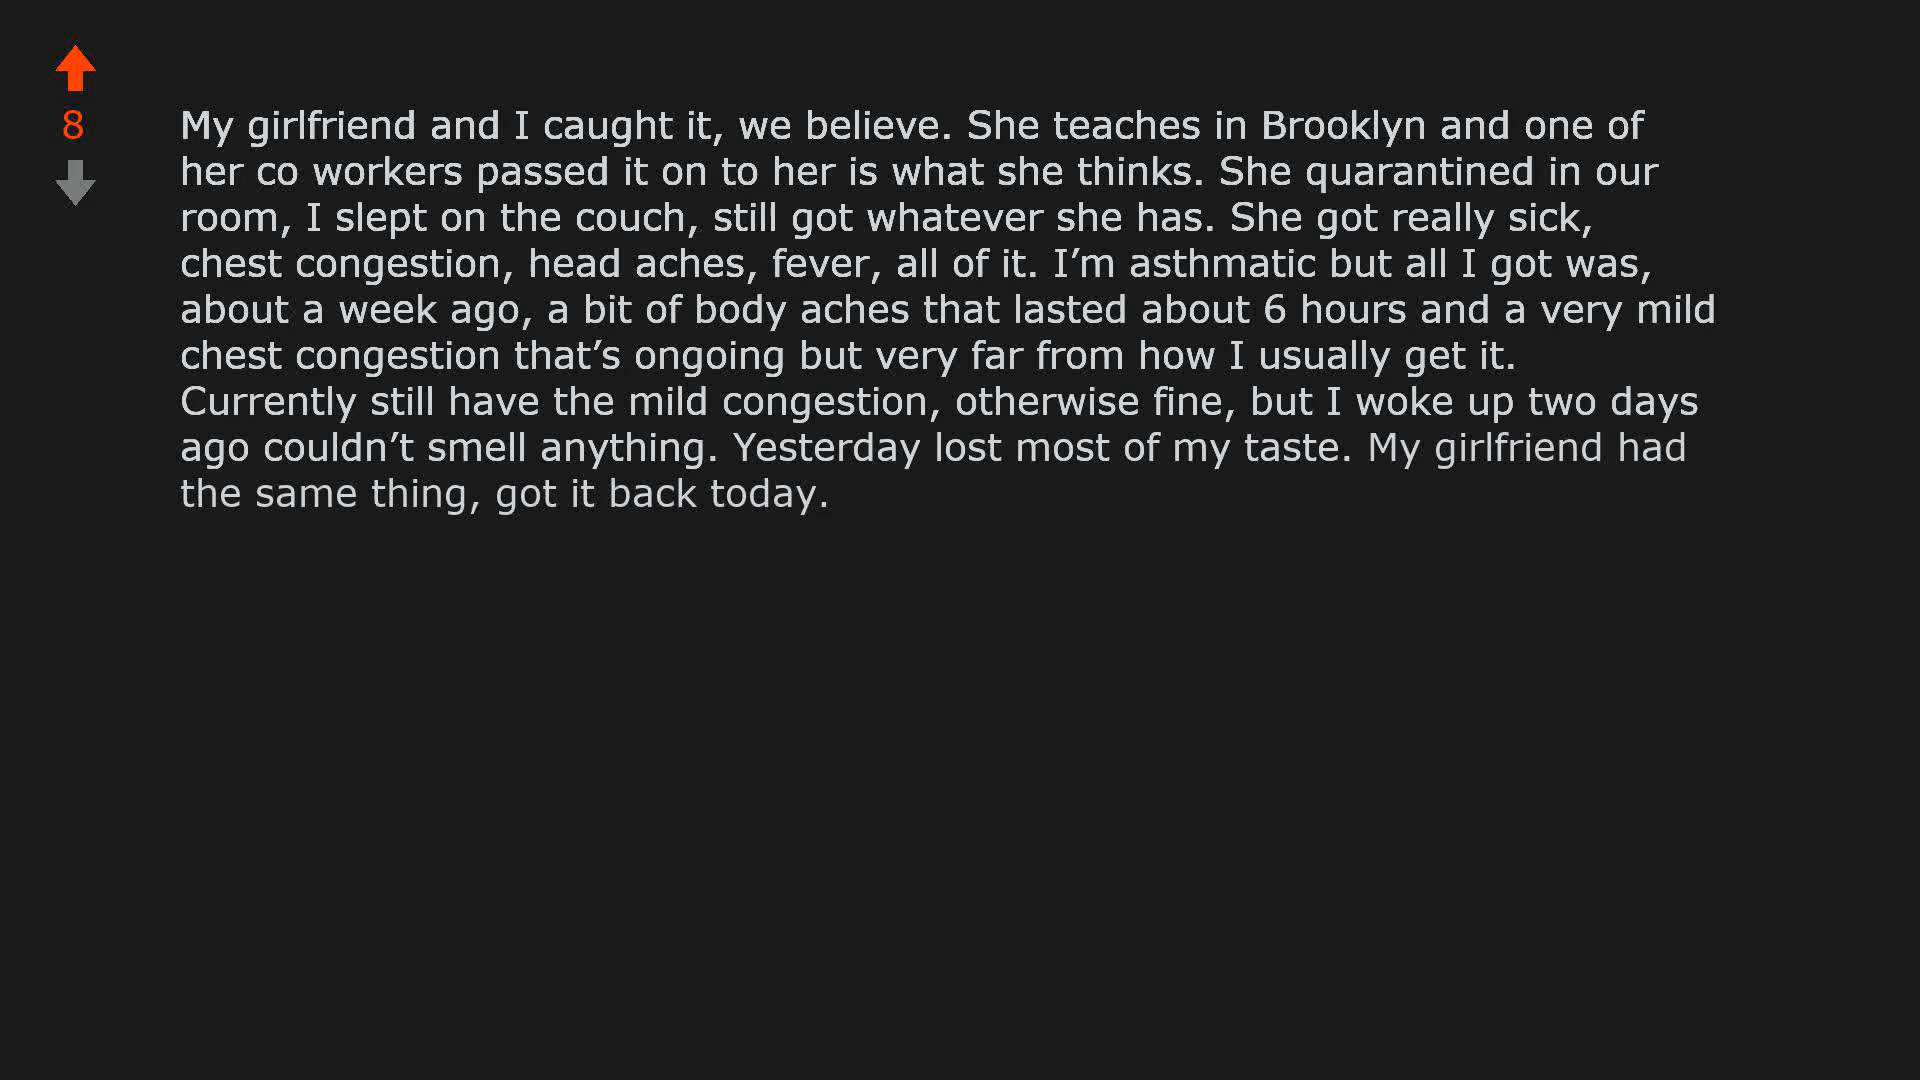 8
My girlfriend and I caught it, we believe. She teaches in Brooklyn and one of
her co workers passed it on to her is what she thinks. She quarantined in our
room, I slept on the couch, still got whatever she has. She got really sick,
chest congestion, head aches, fever, all of it. I’m asthmatic but all I got was,
about a week ago, a bit of body aches that lasted about 6 hours and a very mild
chest congestion that’s ongoing but very far from how I usually get it.
Currently still have the mild congestion, otherwise fine, but I woke up two days
ago couldn’t smell anything. Yesterday lost most of my taste. My girlfriend had
the same thing, got it back today.